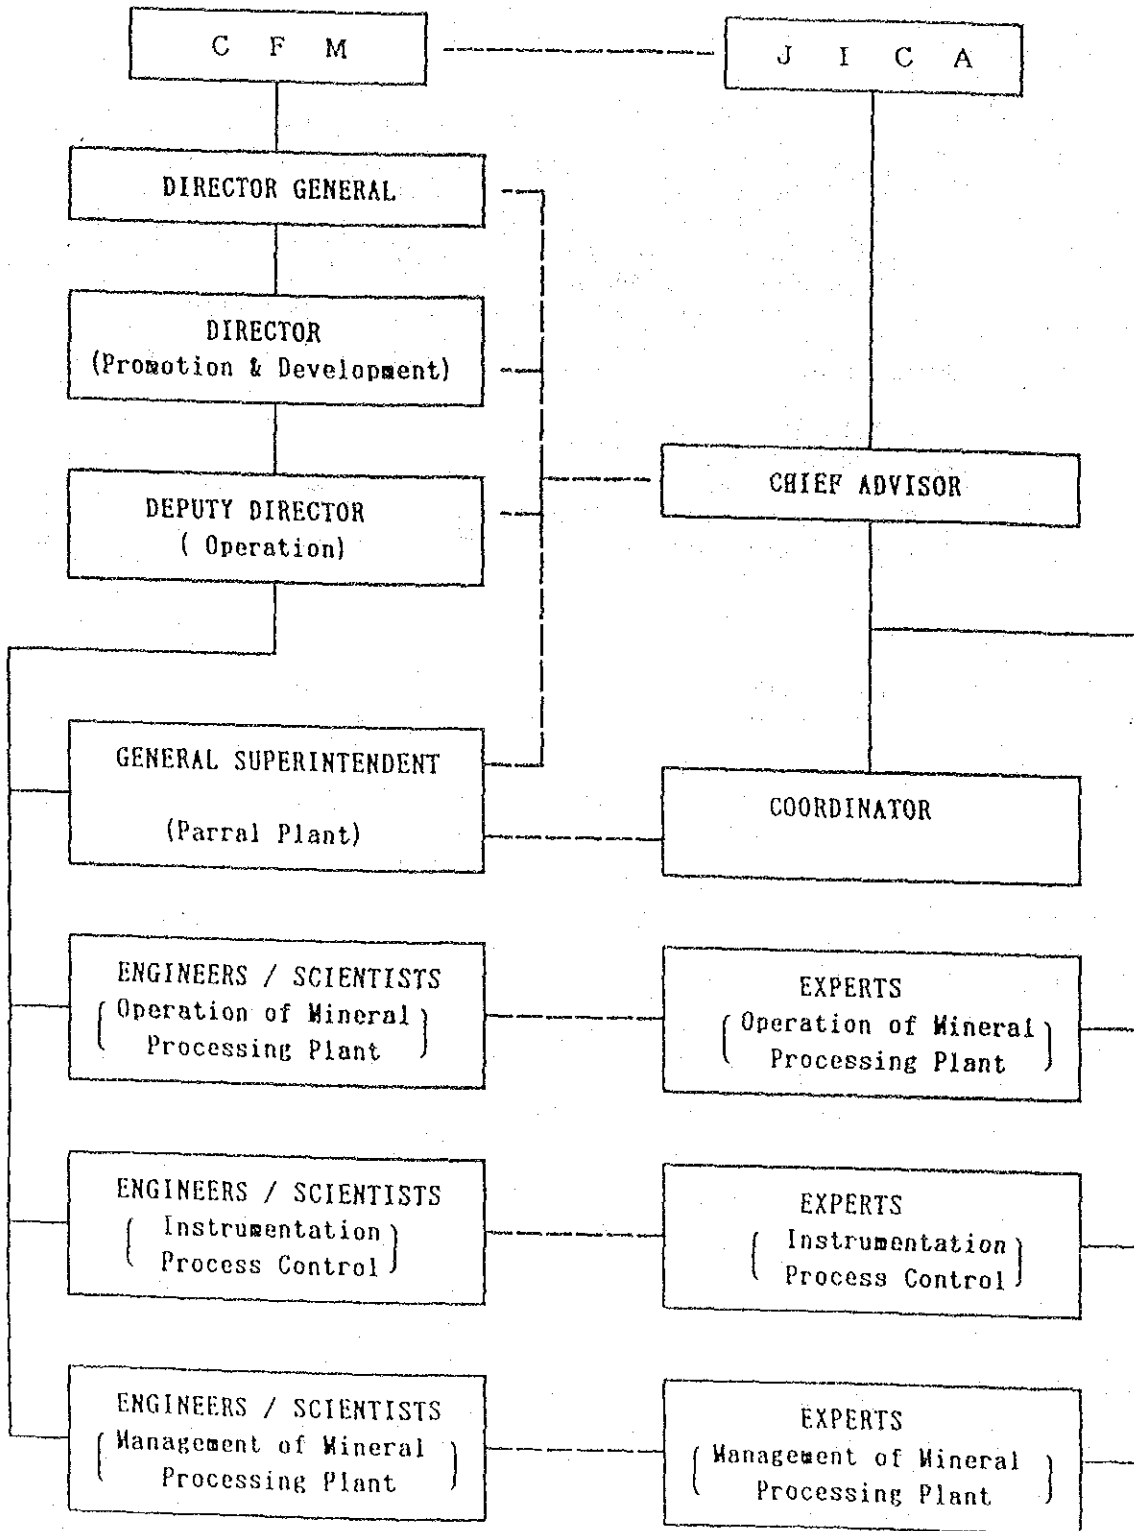 C F M
J I C A
DIRECTOR GENERAL
DIRECTOR
(Promotion & Development)
DEPUTY DIRECTOR
( Operation)
CHIEF ADVISOR
GENERAL SUPERINTENDENT
(Parral Plant)
COORDINATOR
ENGINEERS / SCIENTISTS
(Operation of Mineral
Processing Plant)
EXPERTS
(Operation of Mineral
Processing Plant)
ENGINEERS / SCIENTISTS
(Instrumentation
Process Control)
EXPERTS
(Instrumentation
Process Control)
ENGINEERS / SCIENTISTS
(Management of Mineral
Processing Plant)
EXPERTS
(Management of Mineral
Processing Plant)